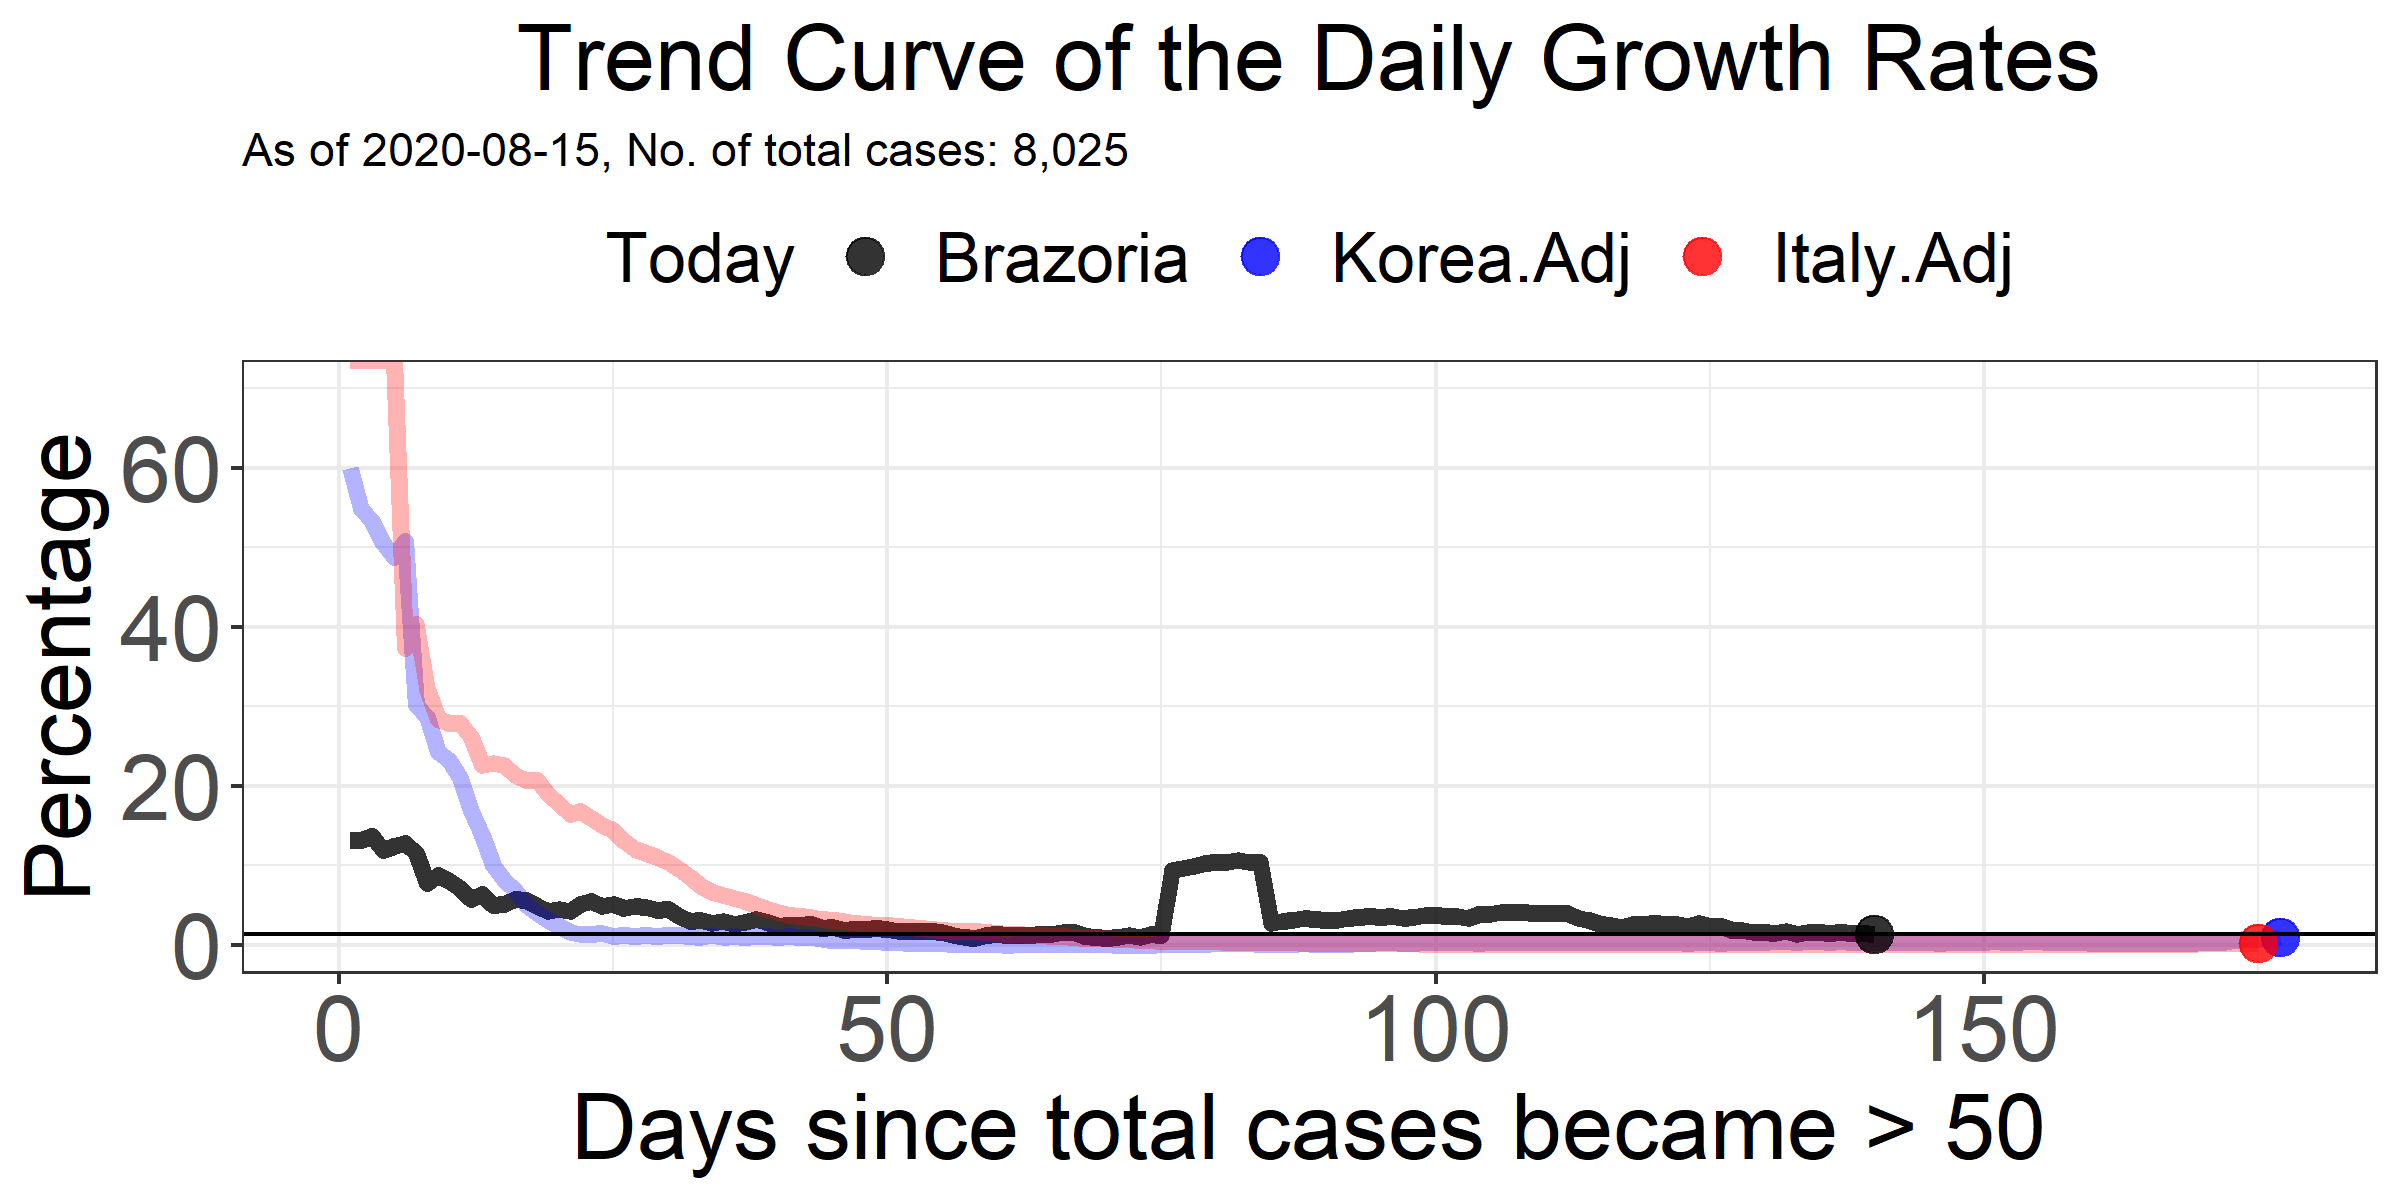 Trend Curve of the Daily Growth Rates
As of 2020-08-15, No. of total cases: 8,025
Today Brazoria Korea.Adj Italy.Adj
Percentage
60
40
20
0
0 50 100 150
Days since total cases became > 50